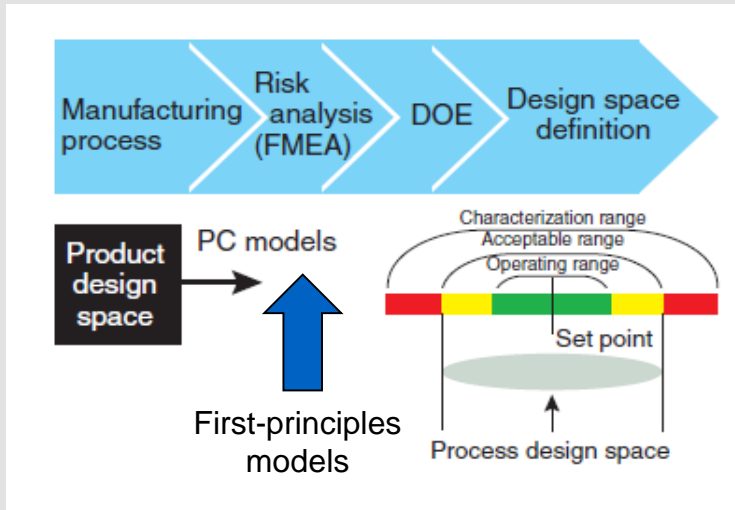 Manufacturing
process
Risk
analysis
(FMEA)
DOE
Design space
definition
Product
design
space
PC models
First-principles
models
Characterization range
Acceptable range
Operating range
Set point
Process design space